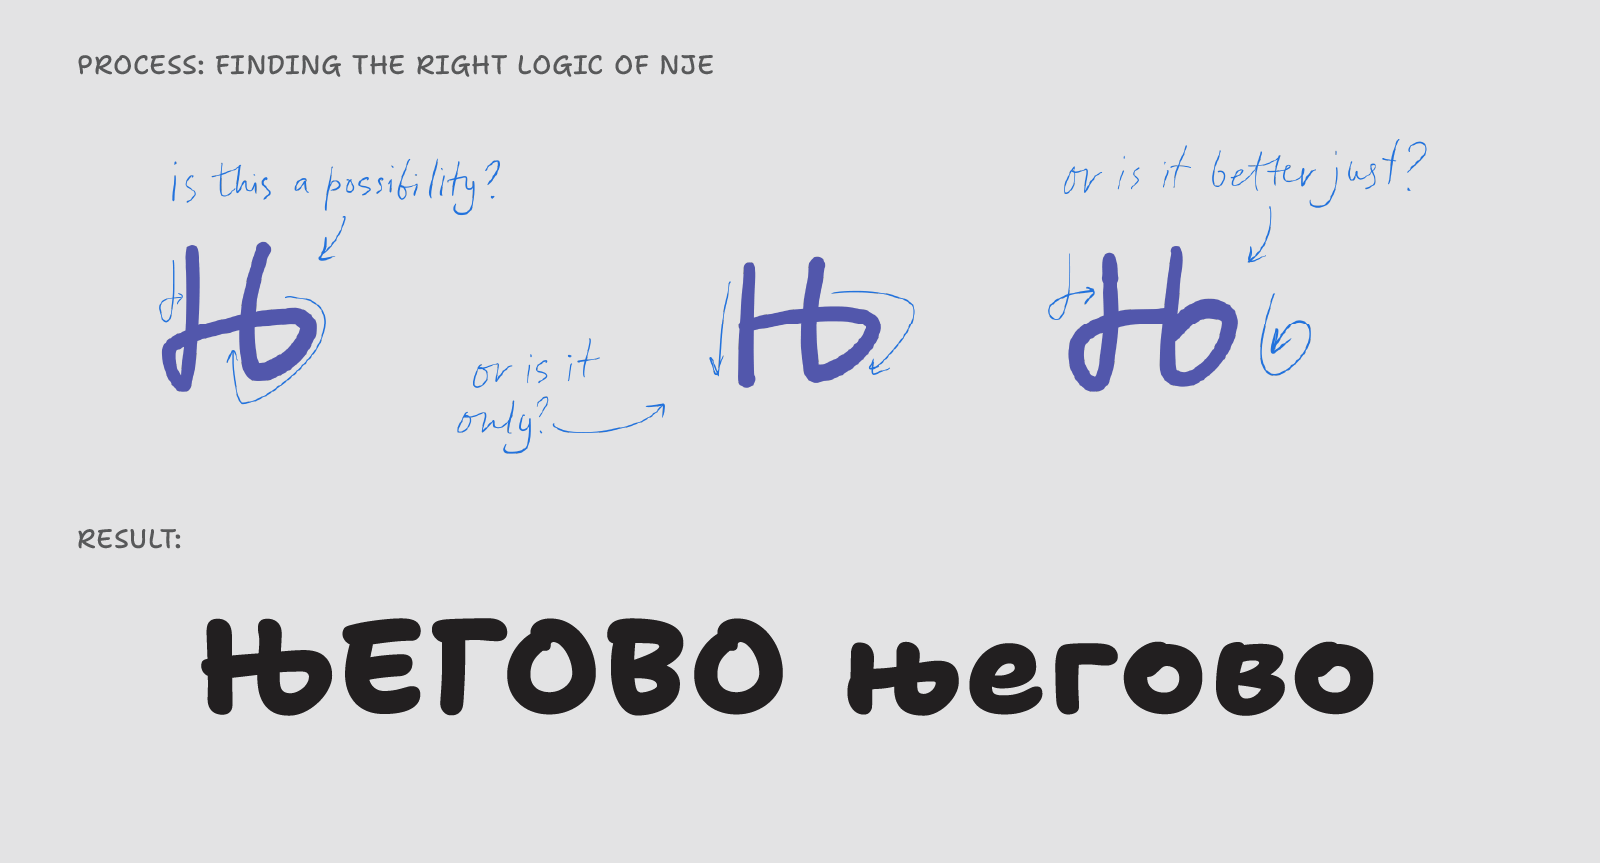 PROCESS: FINDING THE RIGHT LOGIC OF NJE
is this a possibility?
or is it better just?
Њ Њ Њ
or is it
only?
RESULT:
ЊЕГОВО његово